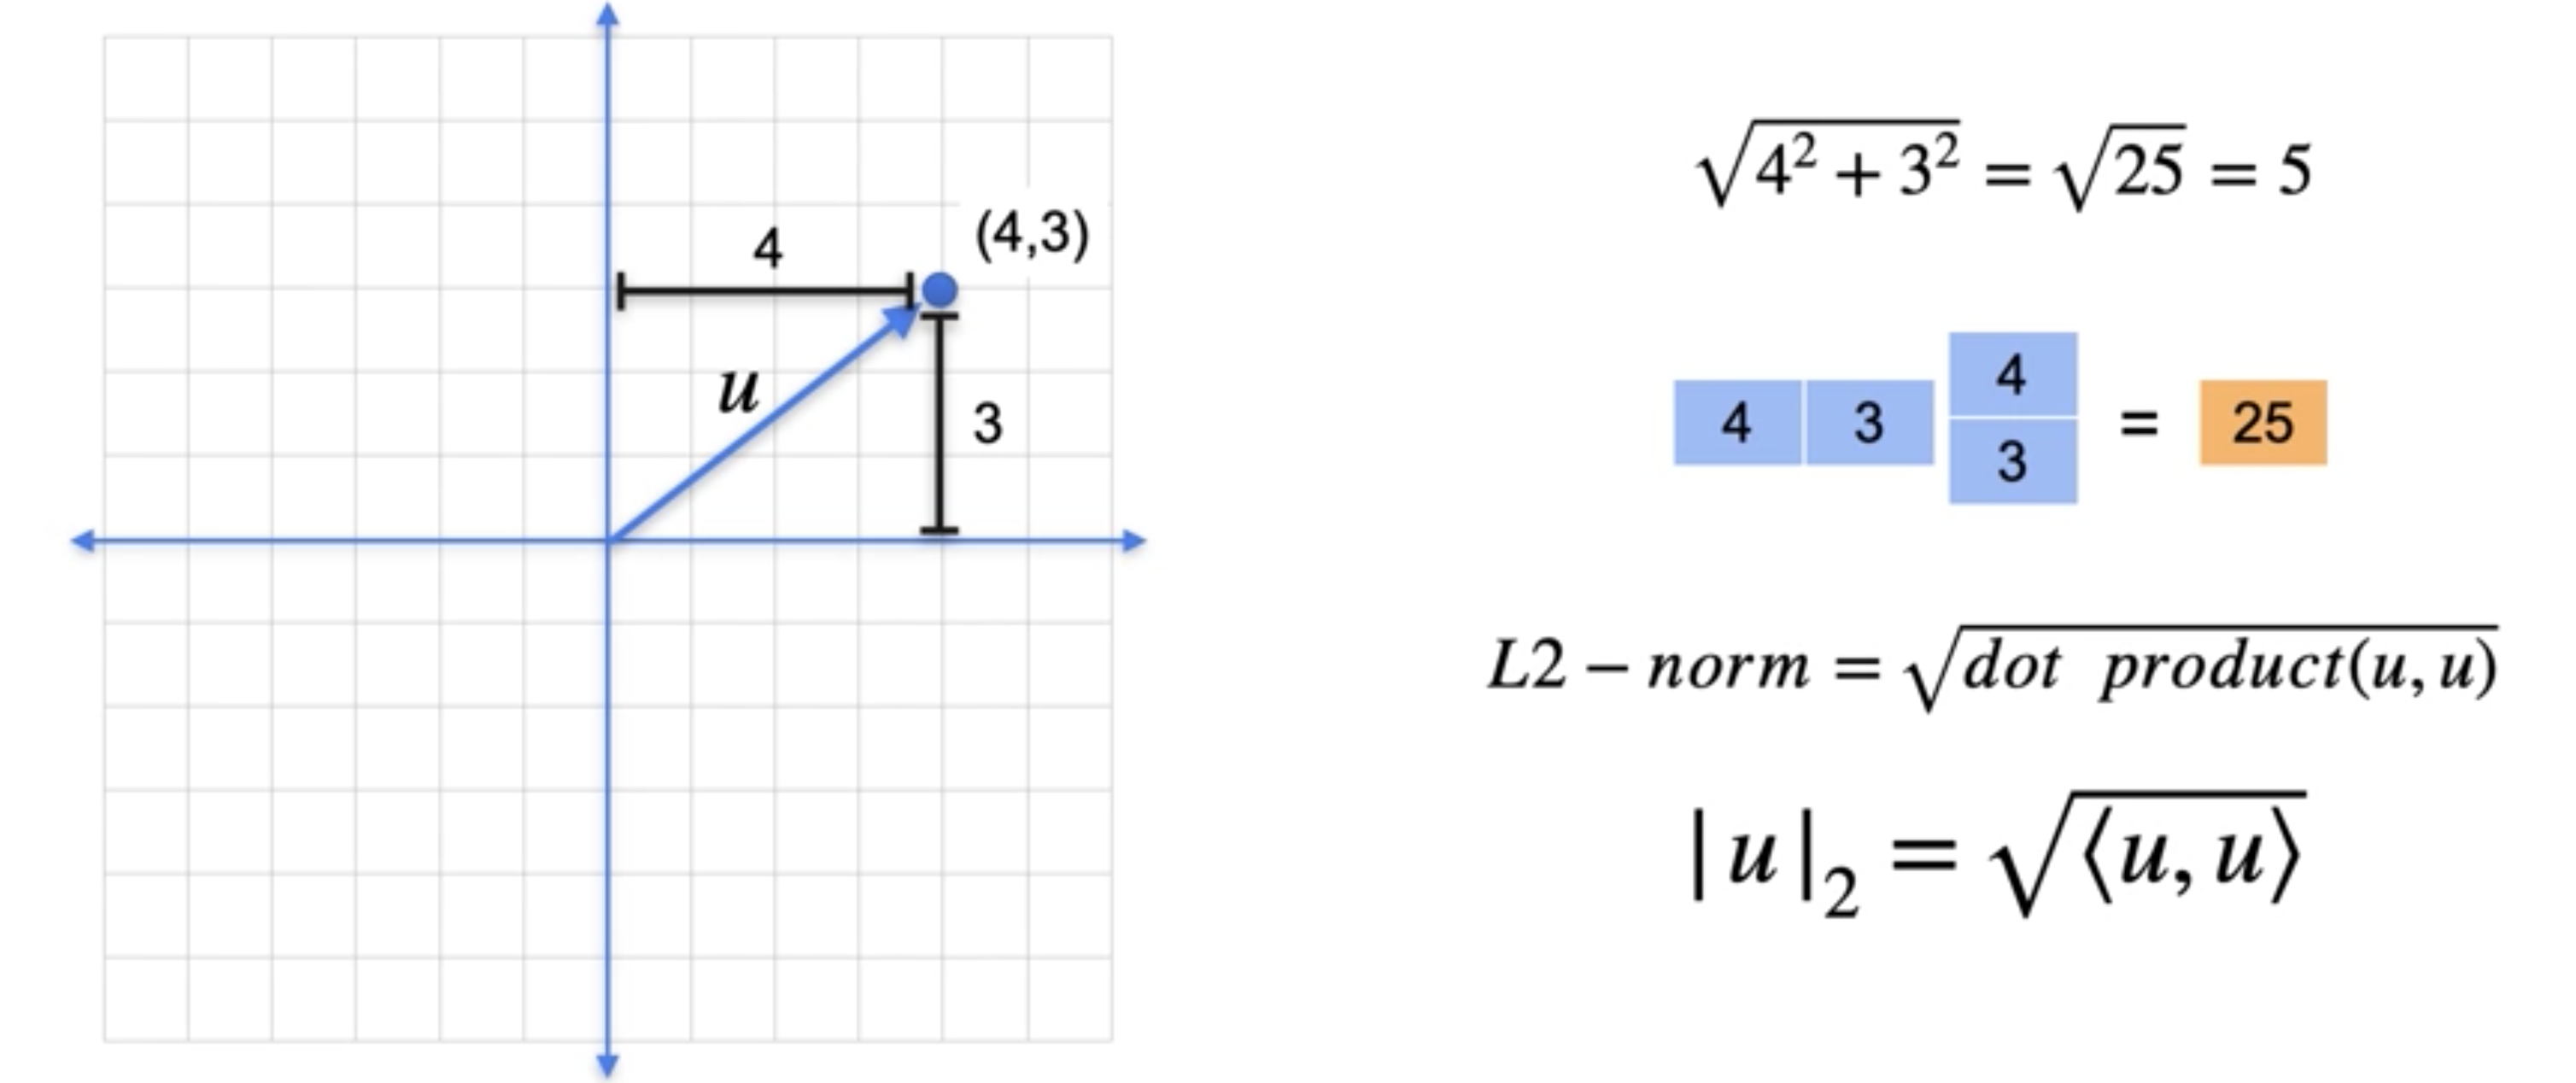 4
(4,3)
u
3
√4² + 3² = √25 = 5
4 3 4 = 25
3
L2 − norm = √dot product(u, u)
|u|₂ = √⟨u, u⟩